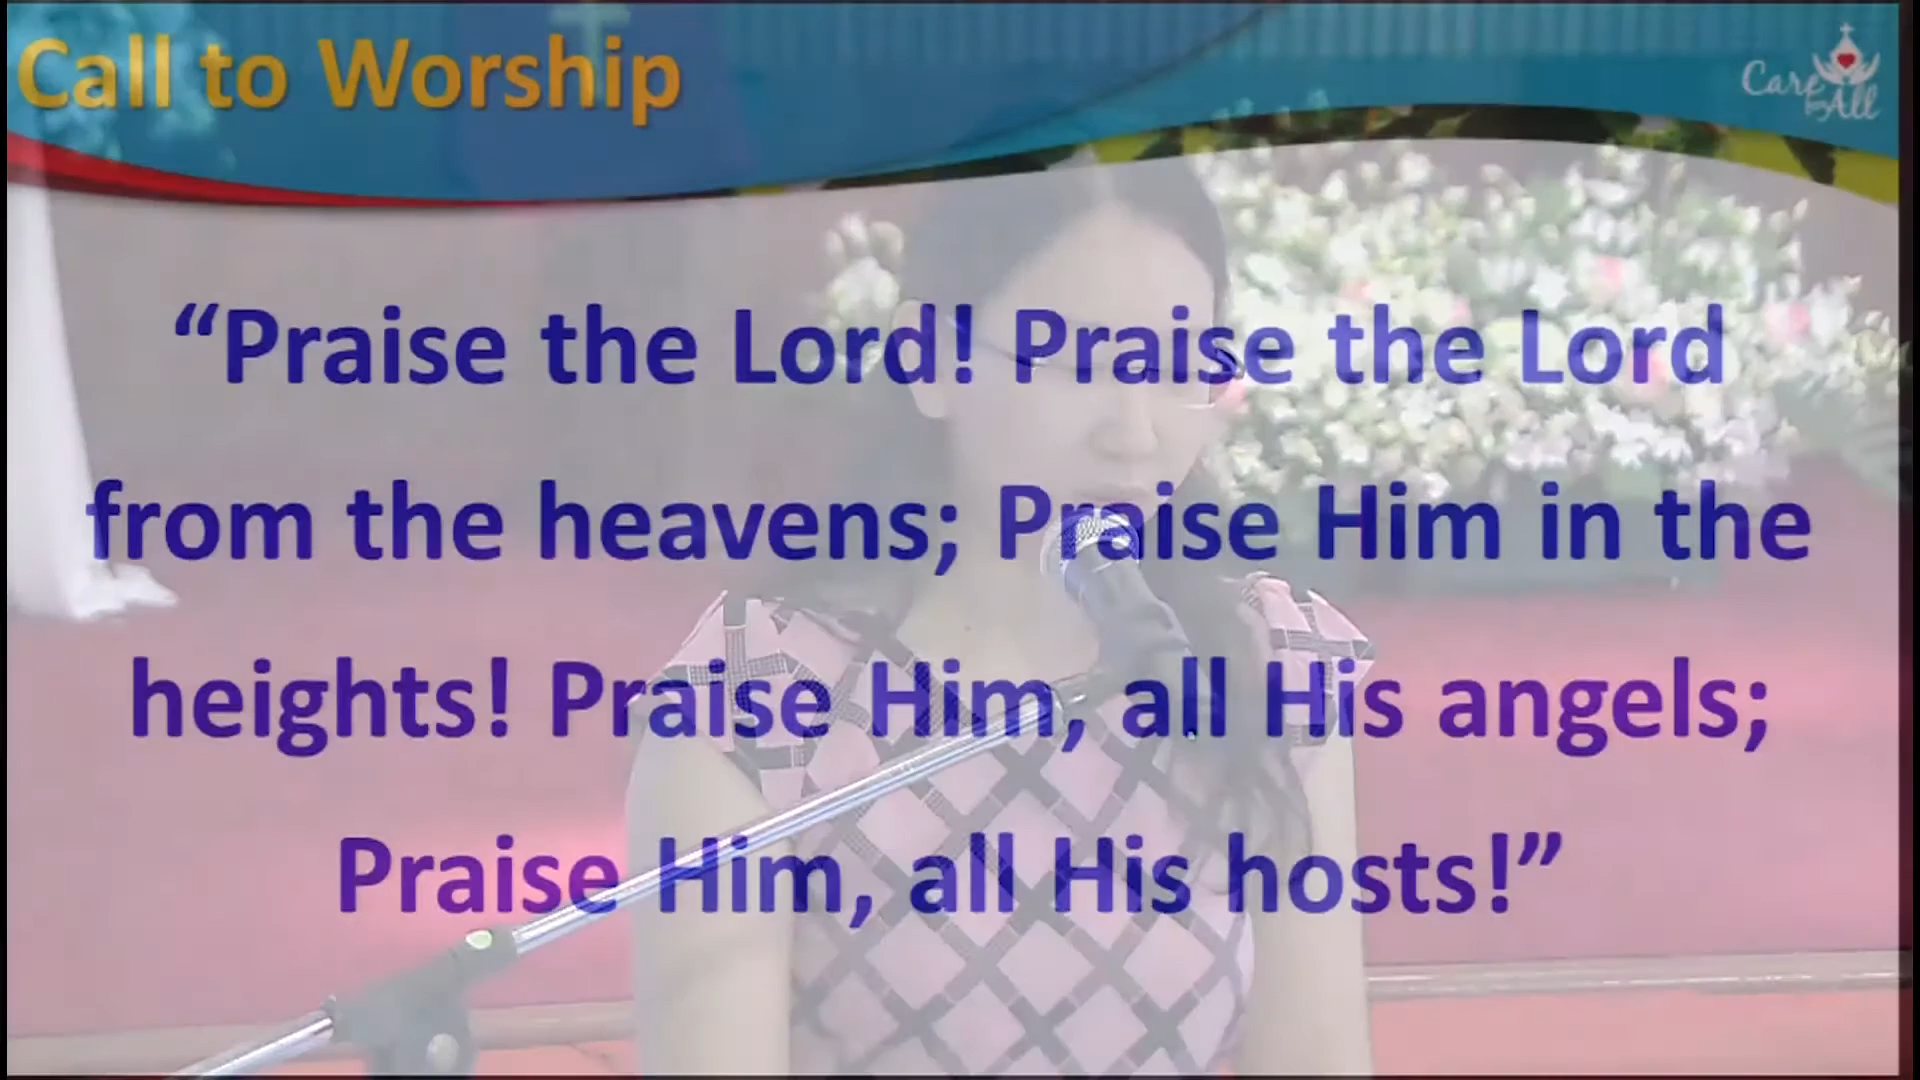 Call to Worship
Care
for All
“Praise the Lord! Praise the Lord
from the heavens; Praise Him in the
heights! Praise Him, all His angels;
Praise Him, all His hosts!”